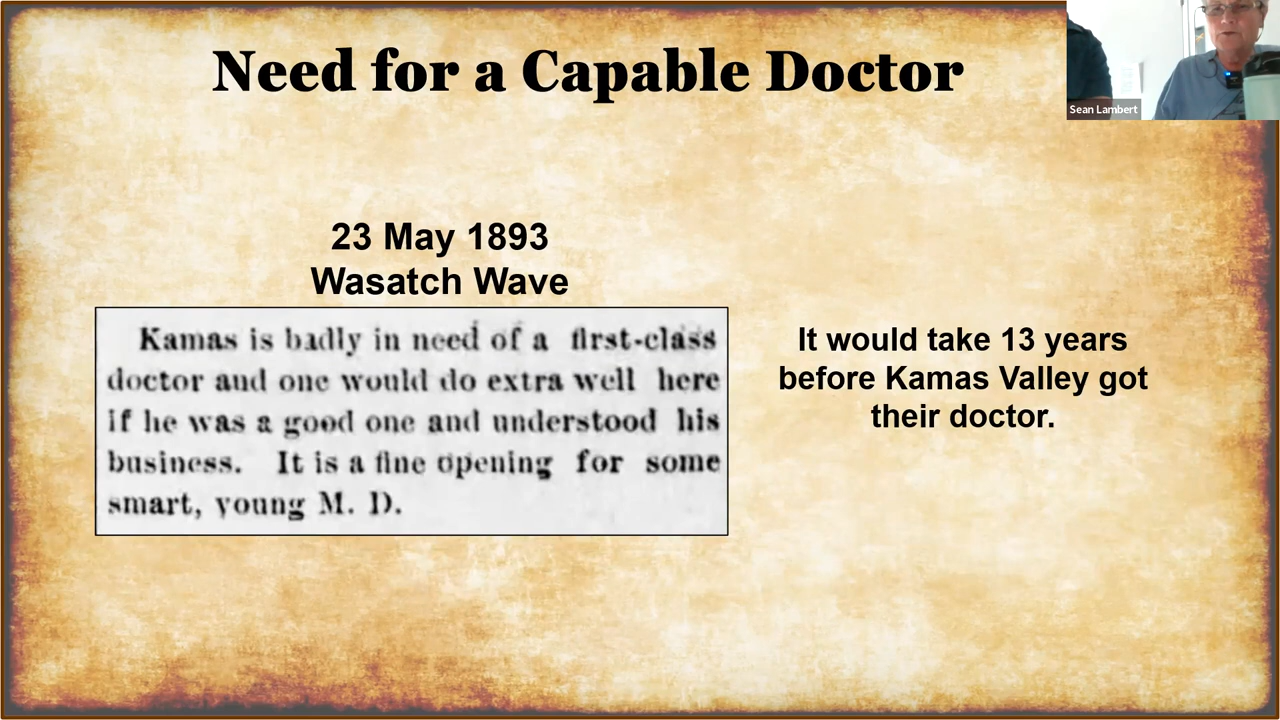 Need for a Capable Doctor
Sean Lambert
23 May 1893
Wasatch Wave
Kamas is badly in need of a first-class
doctor and one would do extra well here
if he was a good one and understood his
business. It is a fine opening for some
smart, young M. D.
It would take 13 years
before Kamas Valley got
their doctor.